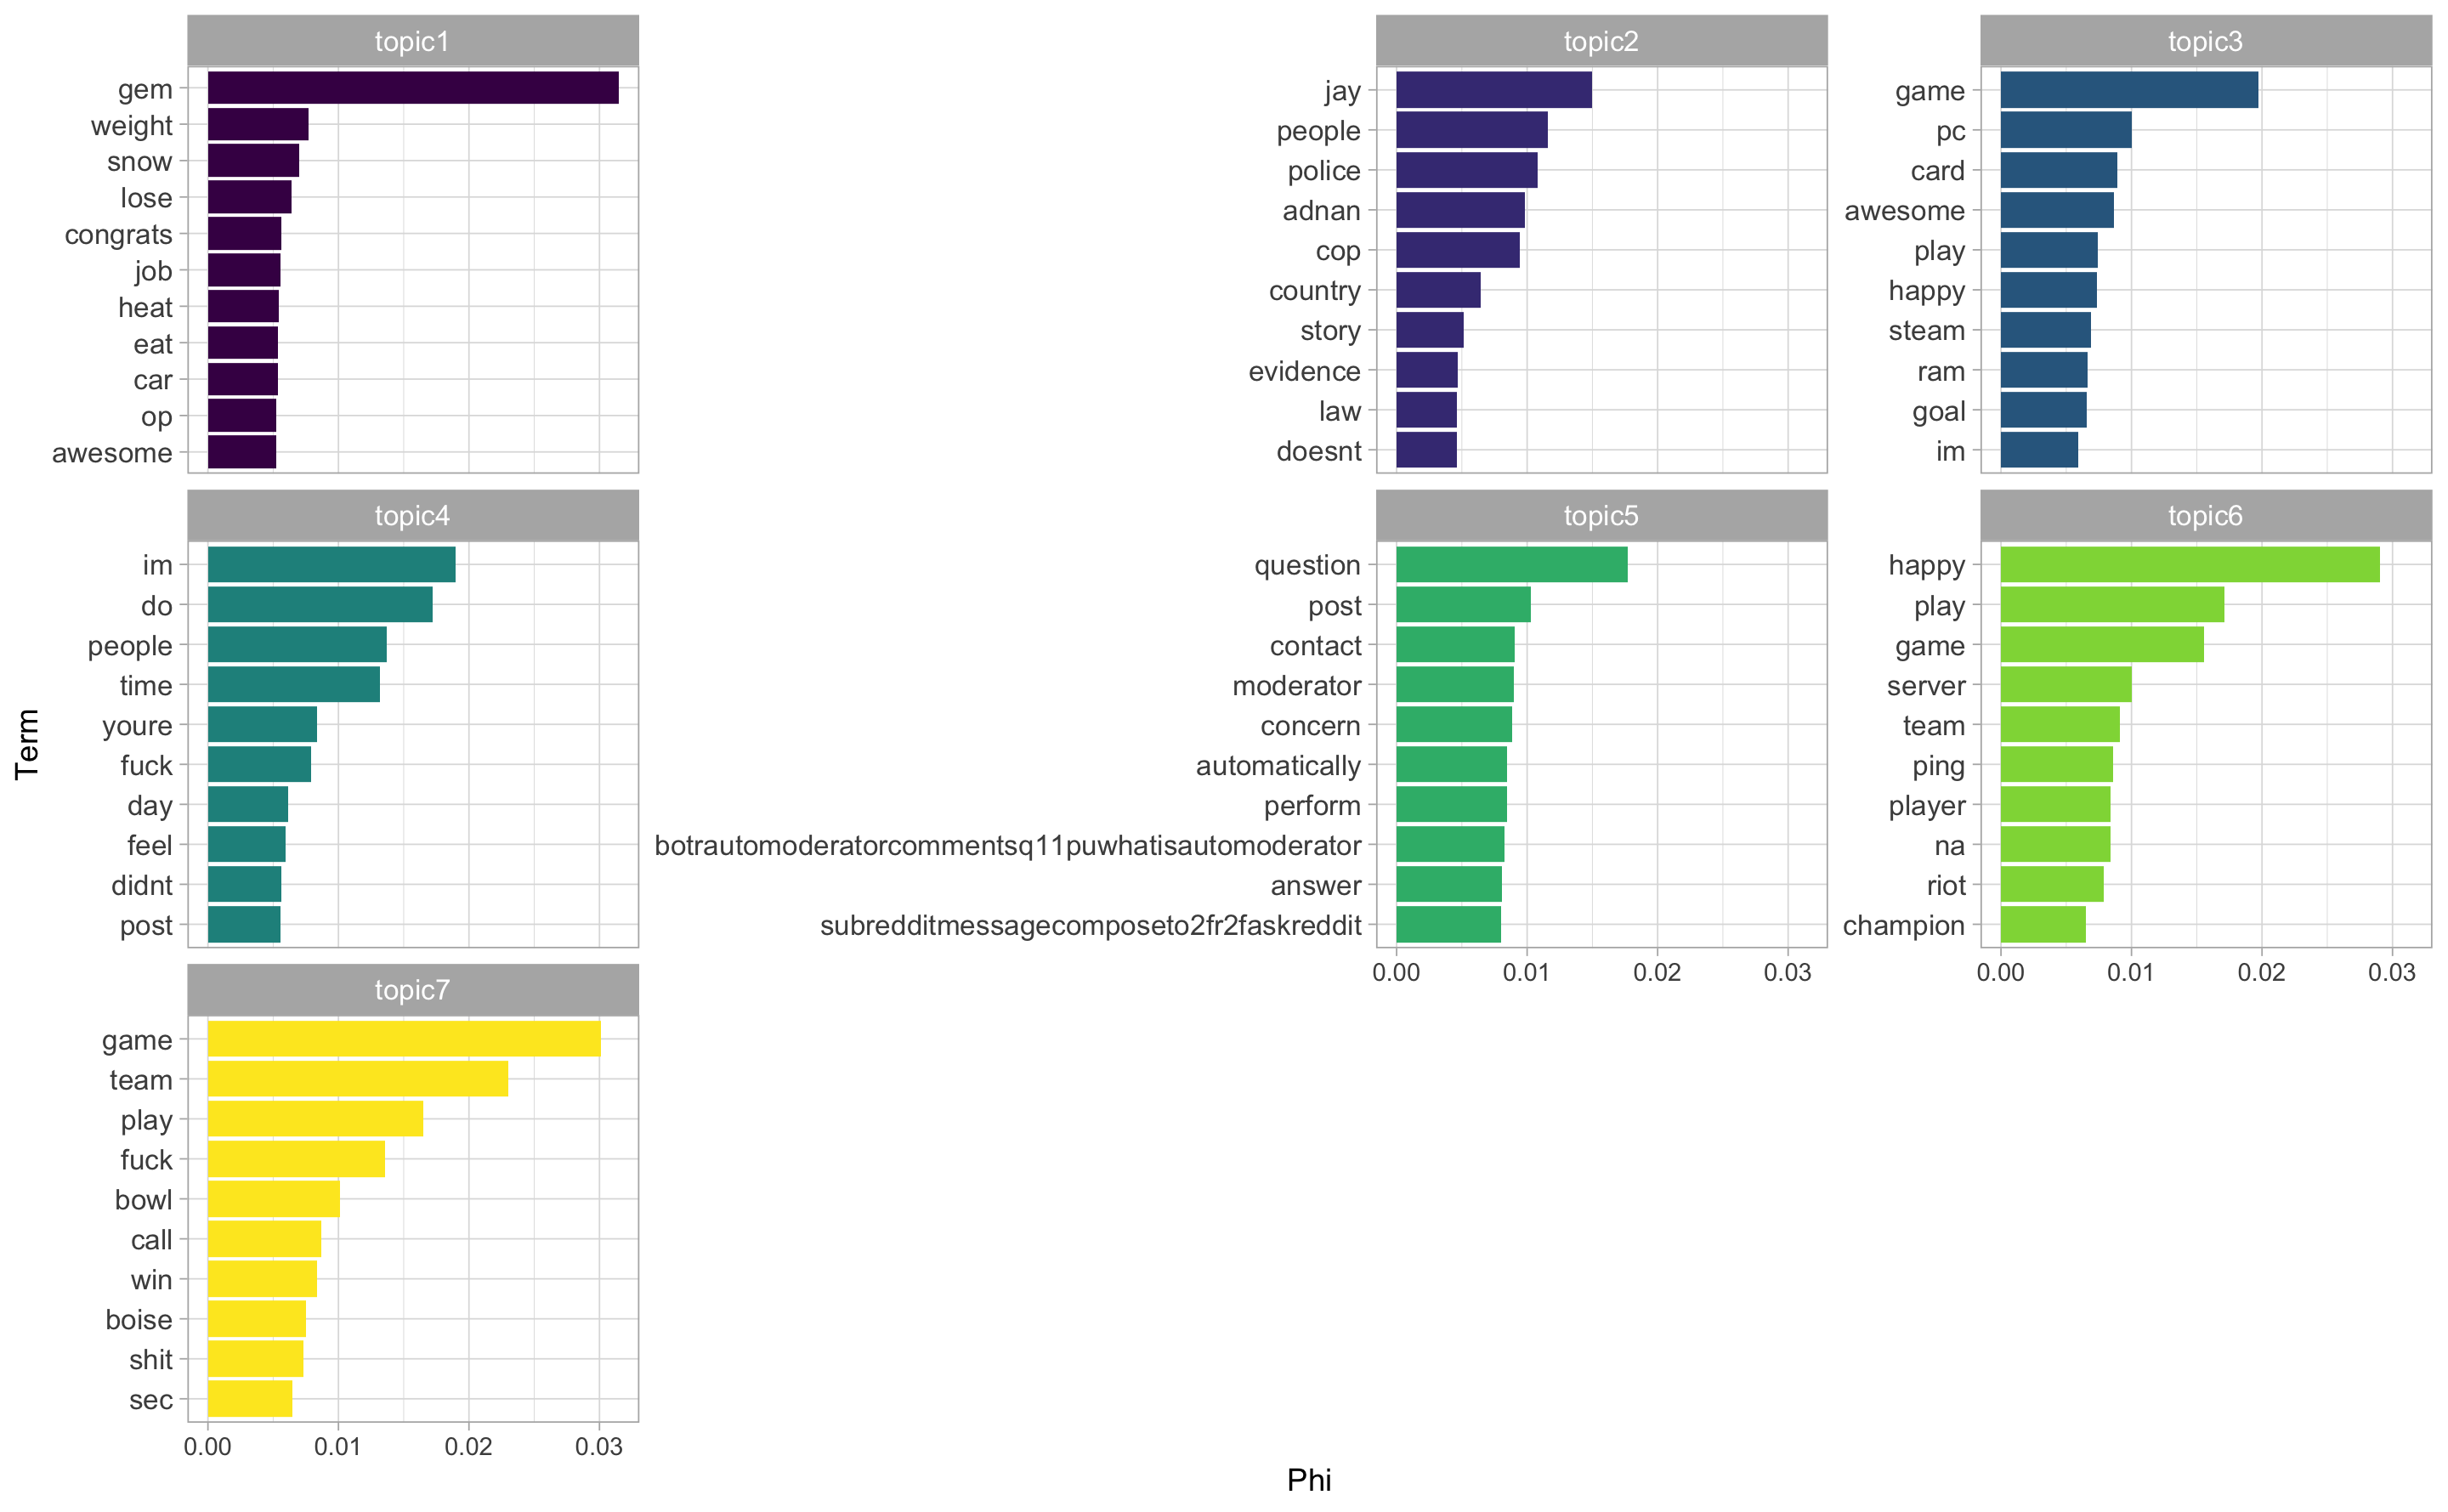 topic1
gem
weight
snow
lose
congrats
job
heat
eat
car
op
awesome
topic2
jay
people
police
adnan
cop
country
story
evidence
law
doesnt
topic3
game
pc
card
awesome
play
happy
steam
ram
goal
im
topic4
im
do
people
time
youre
fuck
day
feel
didnt
post
topic5
question
post
contact
moderator
concern
automatically
perform
botrautomoderatorcommentsq11puwhatisautomoderator
answer
subredditmessagecomposeto2fr2faskreddit
0.00 0.01 0.02 0.03
topic6
happy
play
game
server
team
ping
player
na
riot
champion
0.00 0.01 0.02 0.03
topic7
game
team
play
fuck
bowl
call
win
boise
shit
sec
0.00 0.01 0.02 0.03
Term
Phi